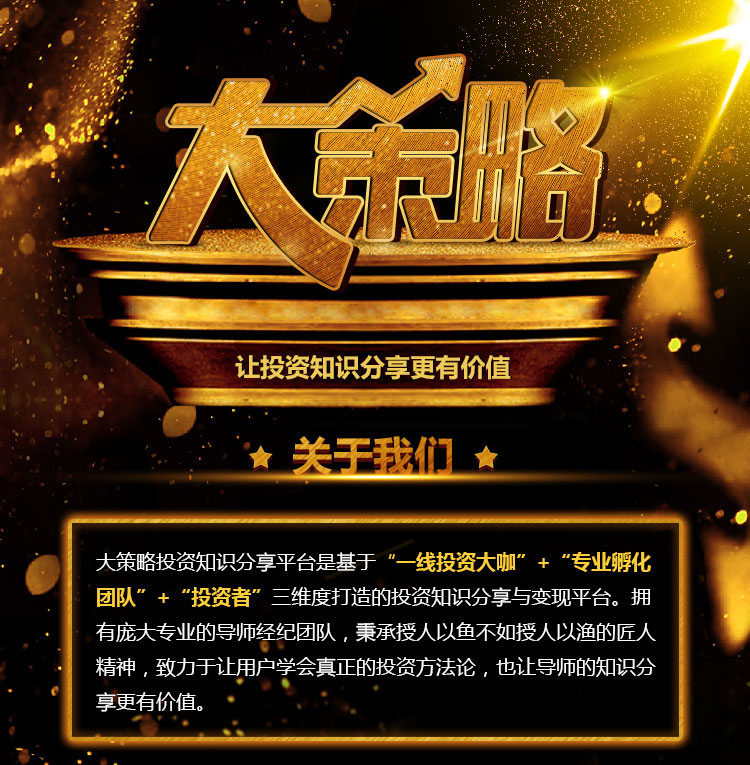 大策略
让投资知识分享更有价值
关于我们
大策略投资知识分享平台是基于“一线投资大咖”+“专业孵化
团队”+“投资者”三维度打造的投资知识分享与变现平台。拥
有庞大专业的导师经纪团队，秉承授人以鱼不如授人以渔的匠人
精神，致力于让用户学会真正的投资方法论，也让导师的知识分
享更有价值。